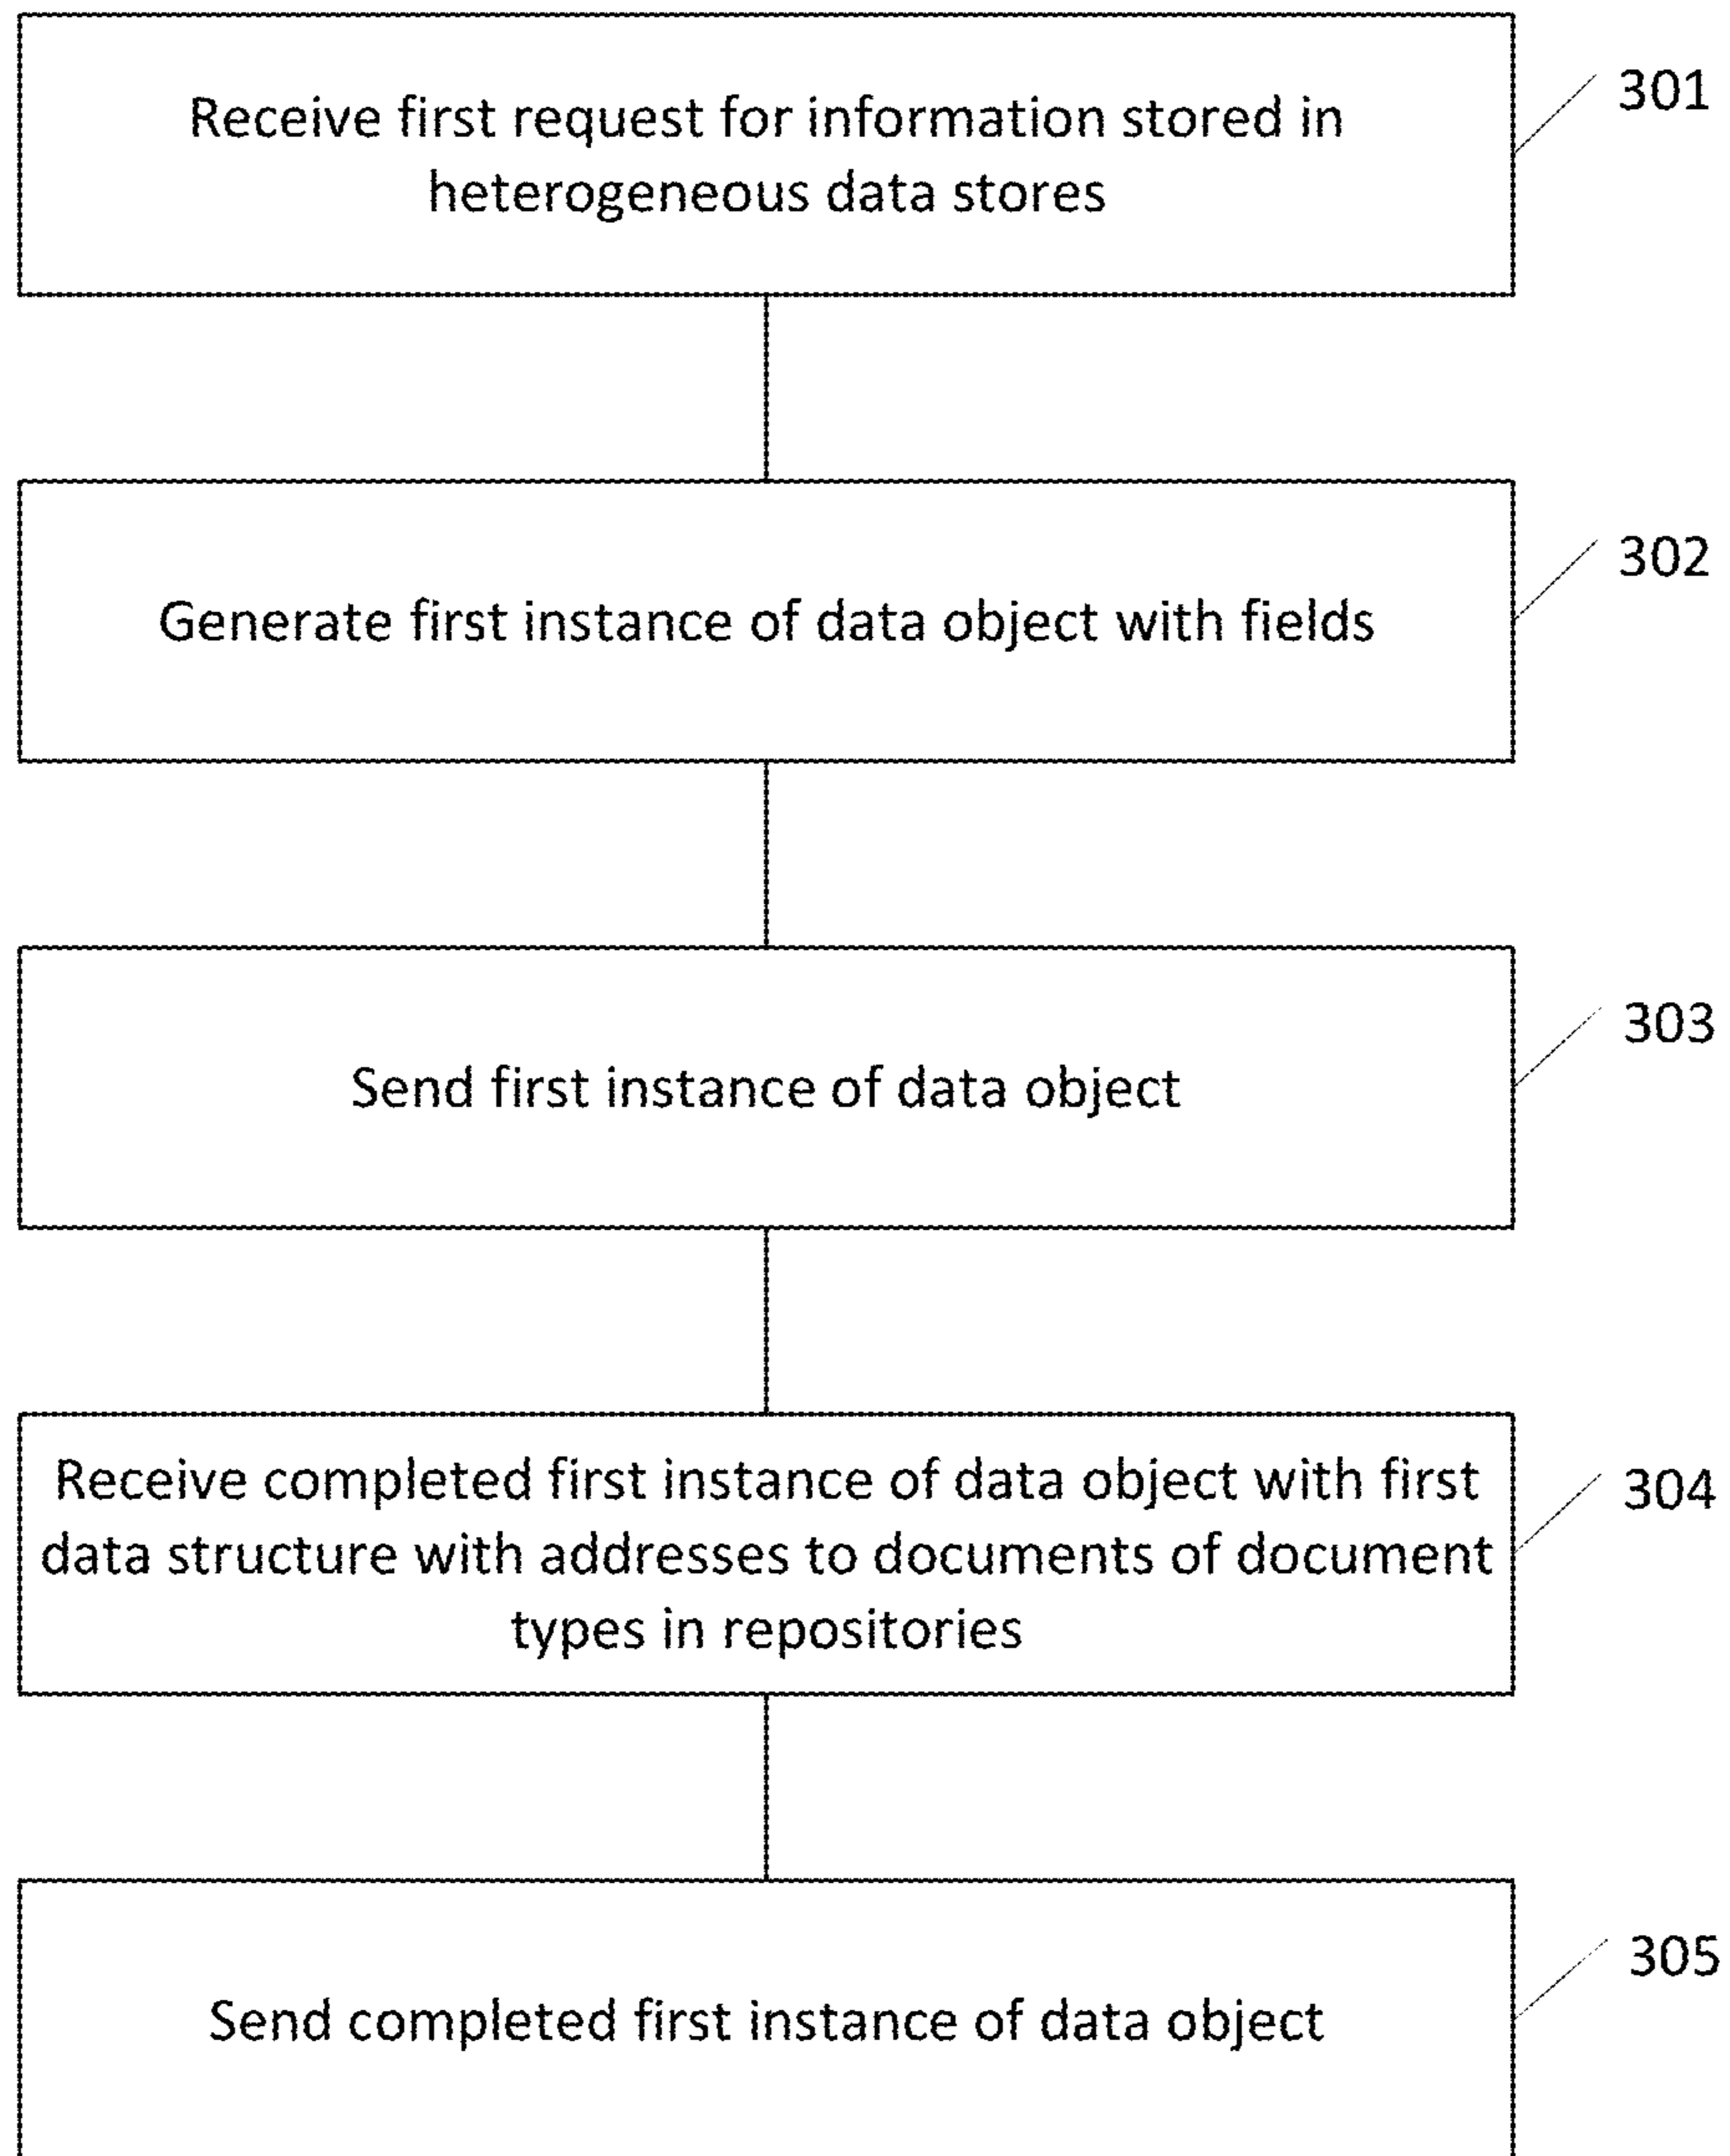 Receive first request for information stored in
heterogeneous data stores
301
Generate first instance of data object with fields
302
Send first instance of data object
303
Receive completed first instance of data object with first
data structure with addresses to documents of document
types in repositories
304
Send completed first instance of data object
305